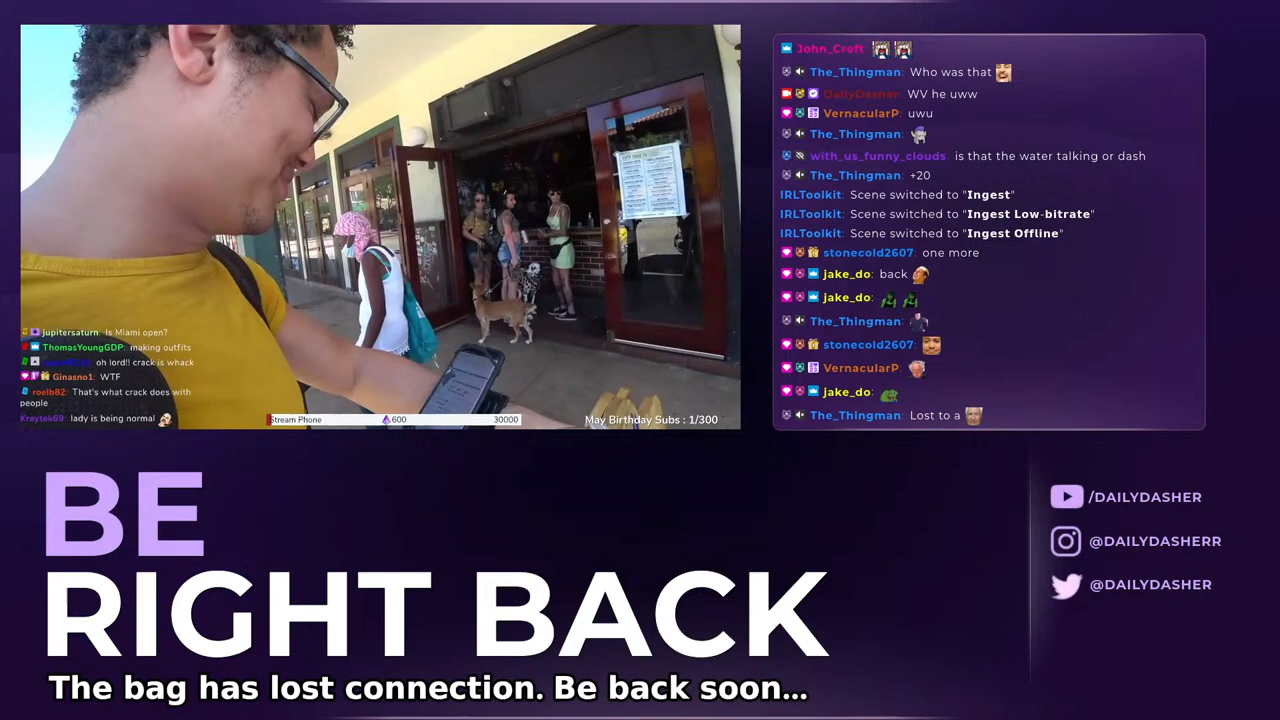 jupitersaturn: Is Miami open?
ThomasYoungGDP: making outfits
oh lord!! crack is whack
Ginasno1: WTF
roelb82: That's what crack does with
people
Kreytek69: lady is being normal
Stream Phone 600 30000
May Birthday Subs : 1/300
John_Croft:
The_Thingman: Who was that
DailyDasher: WV he uww
VernacularP: uwu
The_Thingman:
with_us_funny_clouds: is that the water talking or dash
The_Thingman: +20
IRLToolkit: Scene switched to "Ingest"
IRLToolkit: Scene switched to "Ingest Low-bitrate"
IRLToolkit: Scene switched to "Ingest Offline"
stonecold2607: one more
jake_do: back
jake_do:
The_Thingman:
stonecold2607:
VernacularP:
jake_do:
The_Thingman: Lost to a
BE
RIGHT BACK
The bag has lost connection. Be back soon...
/DAILYDASHER
@DAILYDASHERR
@DAILYDASHER